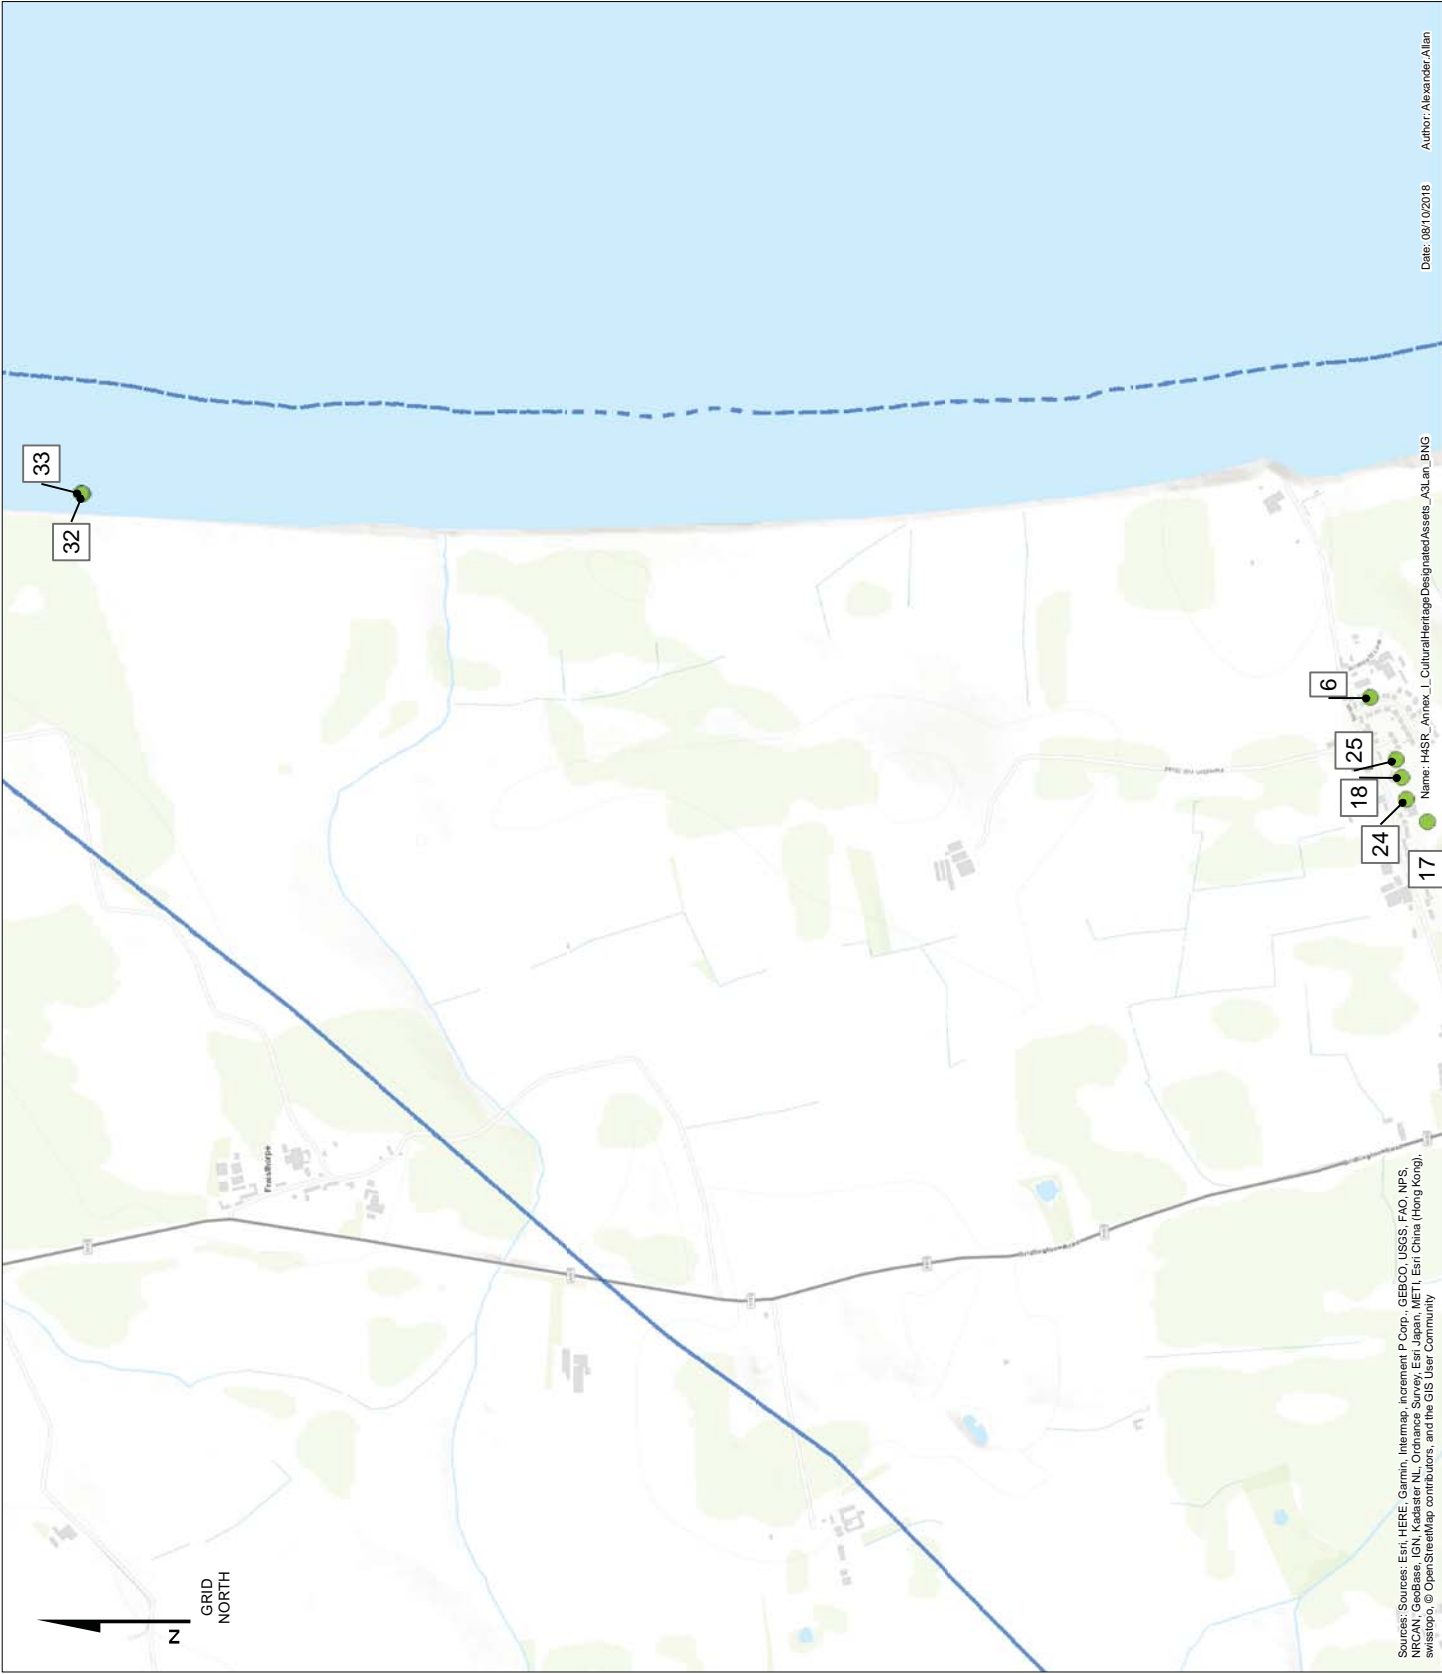 33
32
6
25
18
24
17
Fraisthorpe
GRID
NORTH
N
Sources: Sources: Esri, HERE, Garmin, Intermap, increment P Corp., GEBCO, USGS, FAO, NPS,
NRCAN, GeoBase, IGN, Kadaster NL, Ordnance Survey, Esri Japan, METI, Esri China (Hong Kong),
swisstopo, © OpenStreetMap contributors, and the GIS User Community
Name: H4SR_Annex_I_CulturalHeritageDesignatedAssets_A3Lan_BNG
Date: 08/10/2018
Author: Alexander.Allan